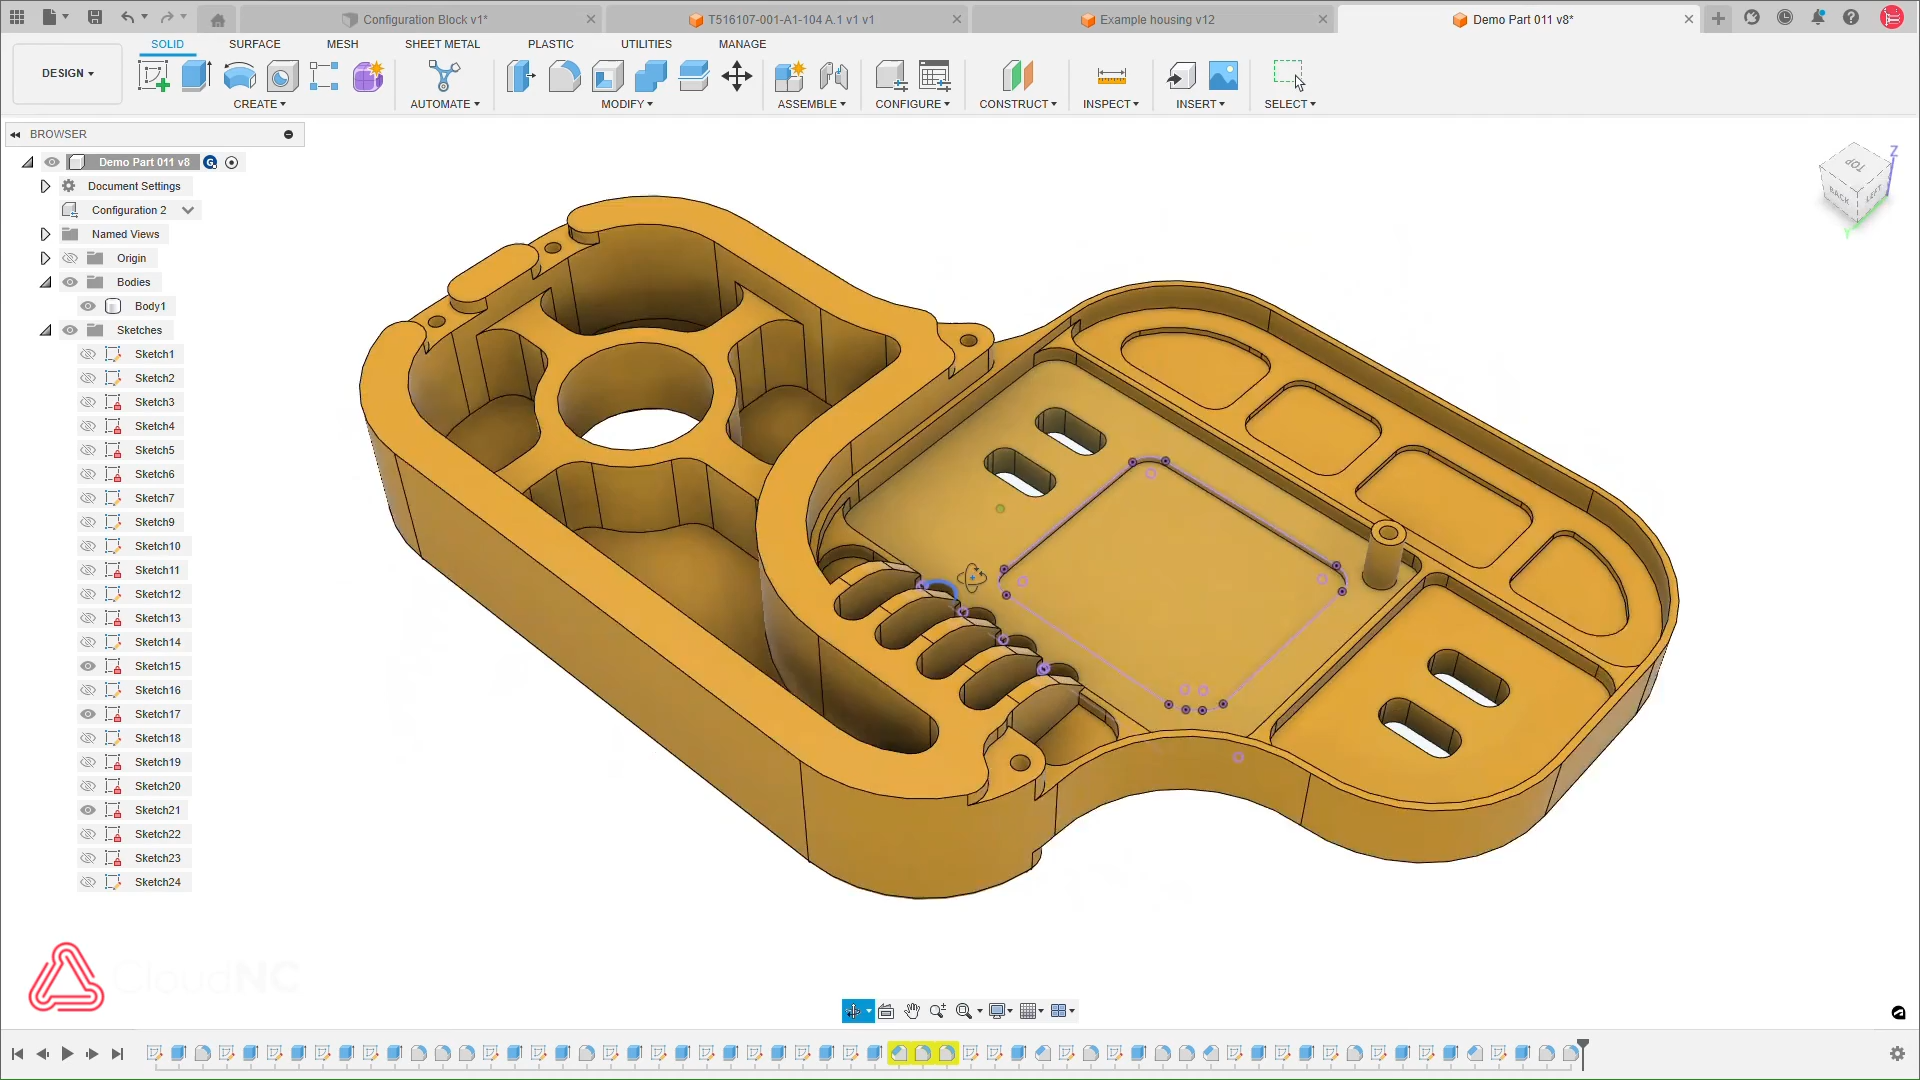 Configuration Block v1*
T516107-001-A1-104 A.1 v1 v1
Example housing v12
Demo Part 011 v8*
SOLID
SURFACE
MESH
SHEET METAL
PLASTIC
UTILITIES
MANAGE
DESIGN
CREATE
AUTOMATE
MODIFY
ASSEMBLE
CONFIGURE
CONSTRUCT
INSPECT
INSERT
SELECT
BROWSER
Demo Part 011 v8
Document Settings
Configuration 2
Named Views
Origin
Bodies
Body1
Sketches
Sketch1
Sketch2
Sketch3
Sketch4
Sketch5
Sketch6
Sketch7
Sketch9
Sketch10
Sketch11
Sketch12
Sketch13
Sketch14
Sketch15
Sketch16
Sketch17
Sketch18
Sketch19
Sketch20
Sketch21
Sketch22
Sketch23
Sketch24
TOP
BACK
LEFT
Z
Y
CloudNC